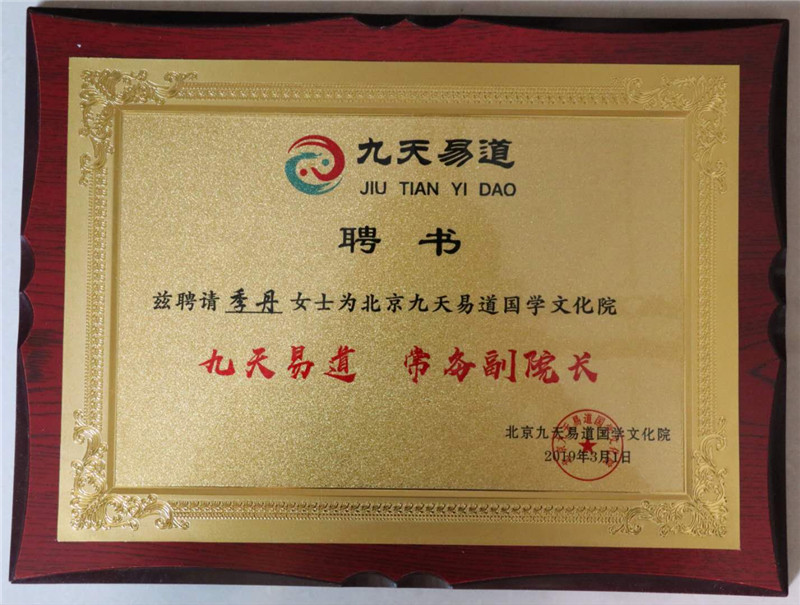 九天易道
JIU TIAN YI DAO
聘 书
兹聘请 季丹 女士为北京九天易道国学文化院
九天易道 常务副院长
北京九天易道国学文化院
2019年3月1日